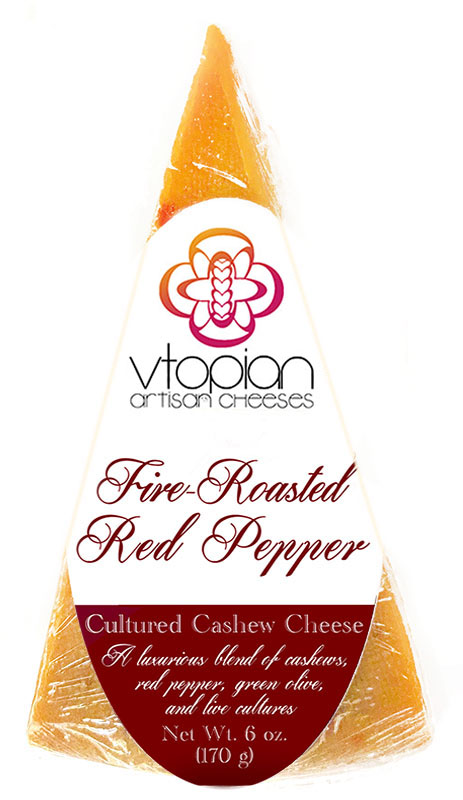 vtopian
artisan cheeses
Fire-Roasted
Red Pepper
Cultured Cashew Cheese
A luxurious blend of cashews,
red pepper, green olive,
and live cultures
Net Wt. 6 oz.
(170 g)